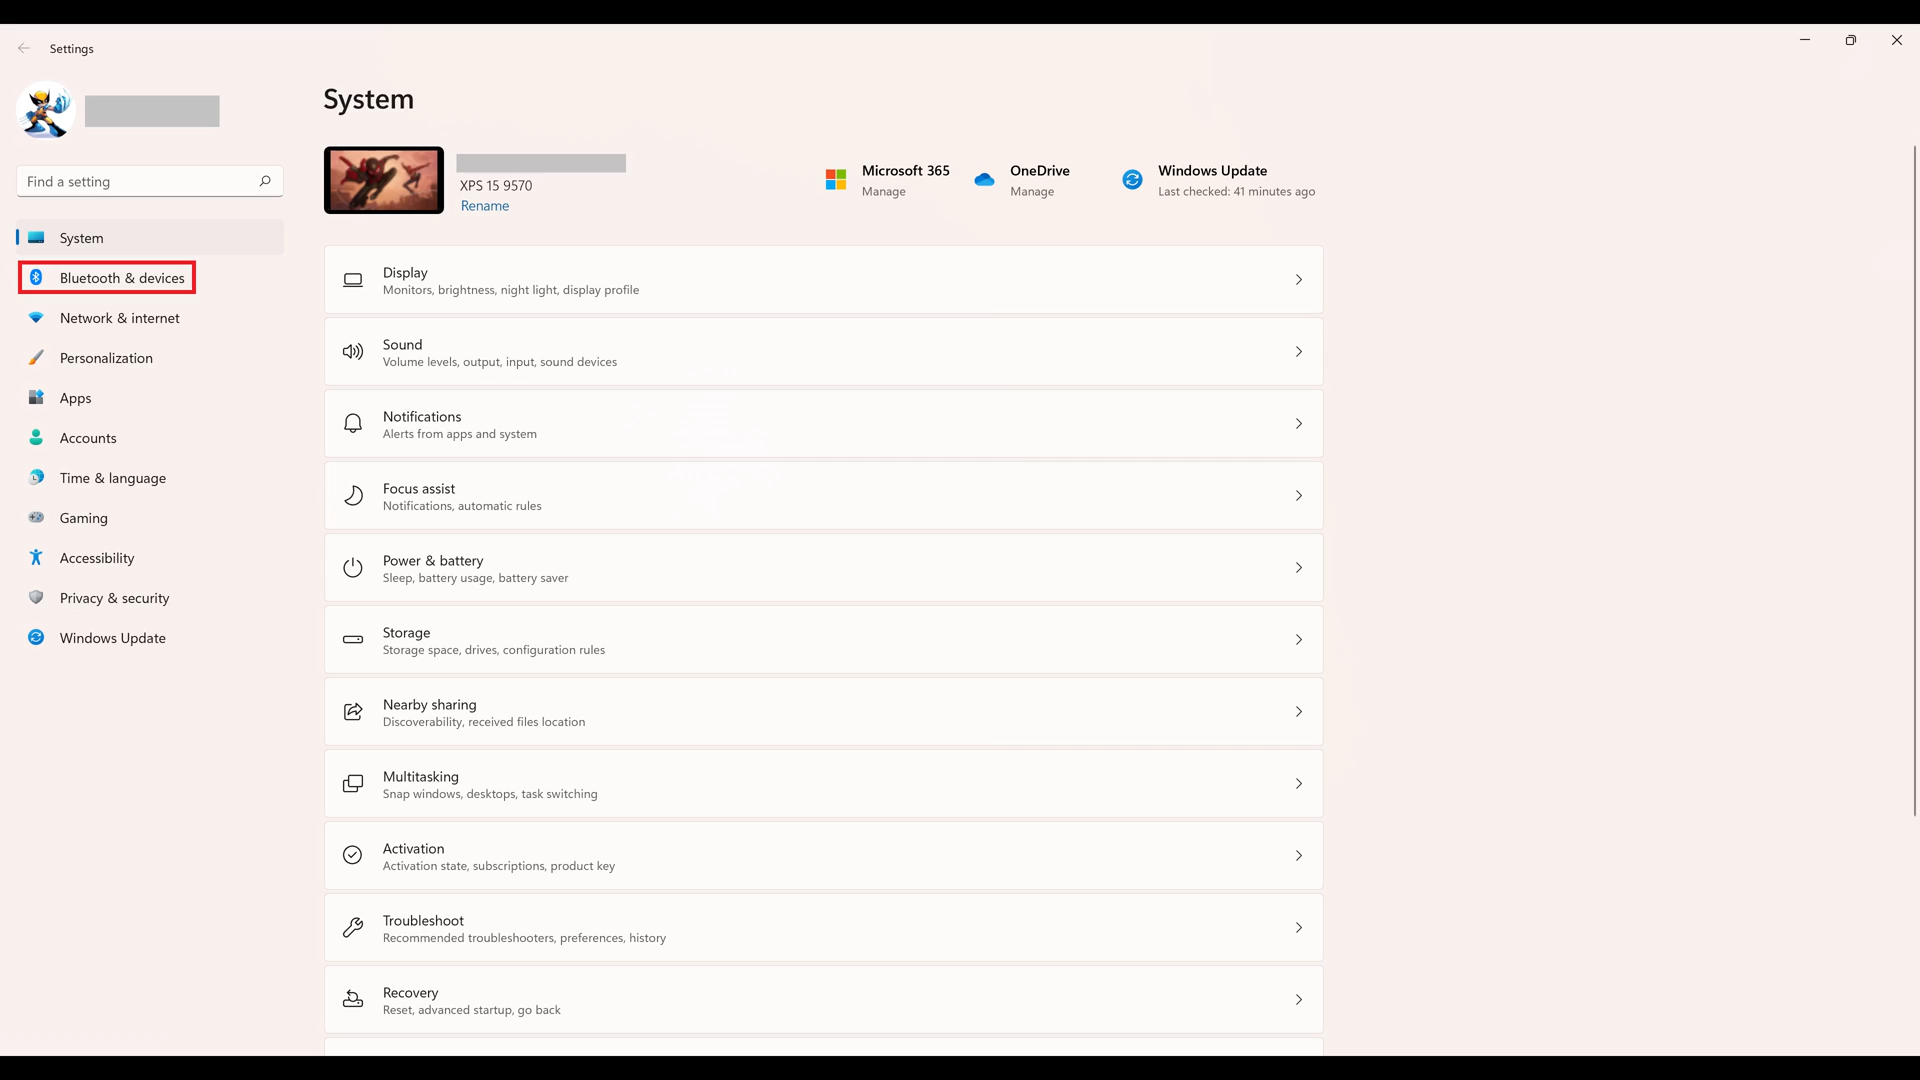 Settings
Find a setting
System
Bluetooth & devices
Network & internet
Personalization
Apps
Accounts
Time & language
Gaming
Accessibility
Privacy & security
Windows Update
System
XPS 15 9570
Rename
Microsoft 365
Manage
OneDrive
Manage
Windows Update
Last checked: 41 minutes ago
Display
Monitors, brightness, night light, display profile
Sound
Volume levels, output, input, sound devices
Notifications
Alerts from apps and system
Focus assist
Notifications, automatic rules
Power & battery
Sleep, battery usage, battery saver
Storage
Storage space, drives, configuration rules
Nearby sharing
Discoverability, received files location
Multitasking
Snap windows, desktops, task switching
Activation
Activation state, subscriptions, product key
Troubleshoot
Recommended troubleshooters, preferences, history
Recovery
Reset, advanced startup, go back